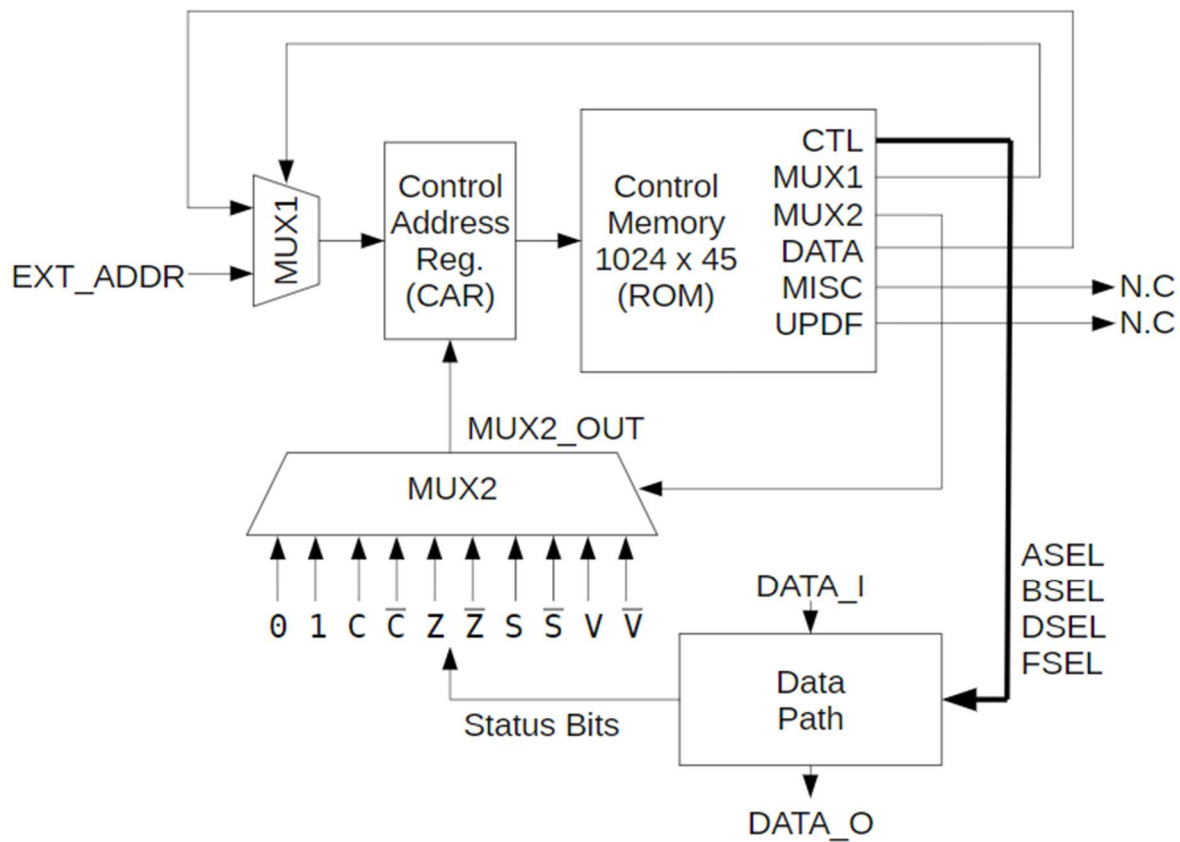 CTL
MUX1
MUX2
DATA
MISC
UPDF
Control
Memory
1024 x 45
(ROM)
Control
Address
Reg.
(CAR)
MUX1
EXT_ADDR
N.C
N.C
MUX2_OUT
MUX2
0 1 C C̅ Z Z̅ S S̅ V V̅
Status Bits
DATA_I
Data
Path
DATA_O
ASEL
BSEL
DSEL
FSEL